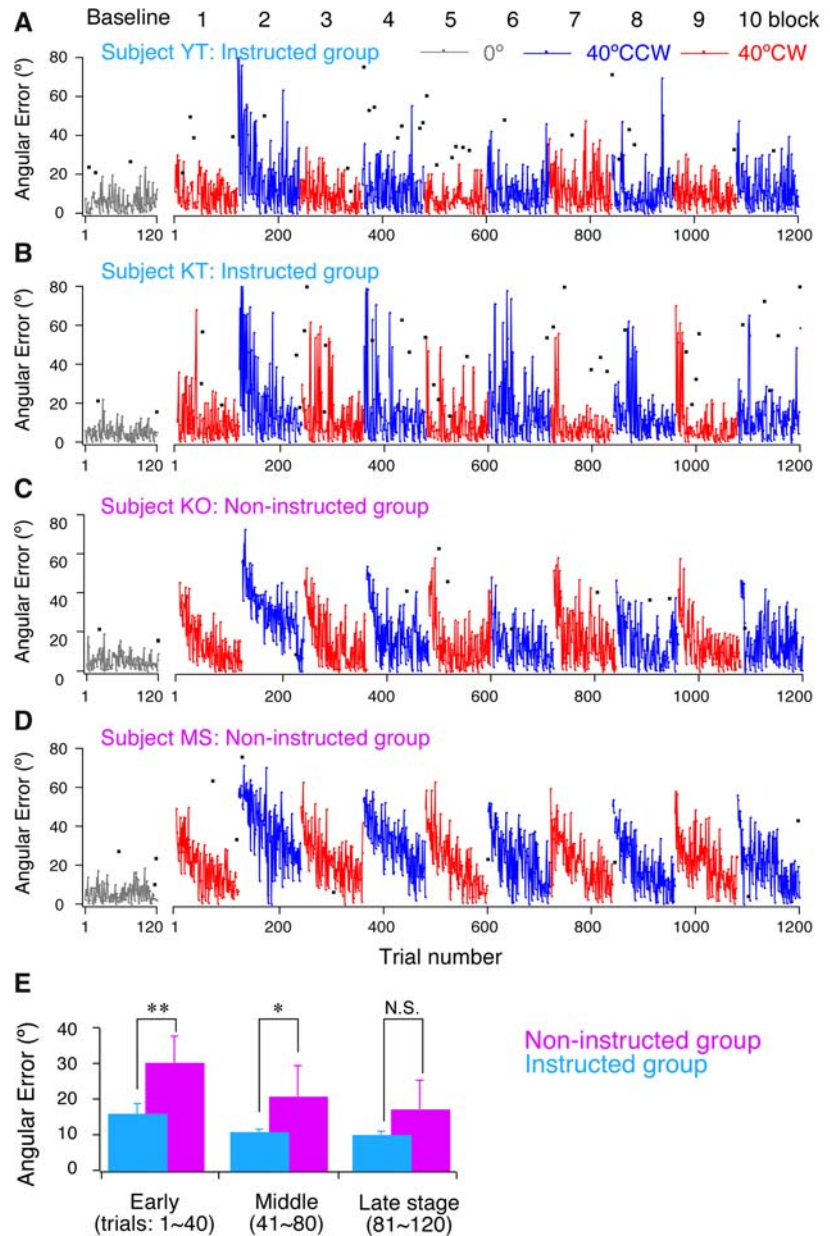 A Baseline 1 2 3 4 5 6 7 8 9 10 block
Subject YT: Instructed group 0º 40ºCCW 40ºCW
Angular Error (º)
80
60
40
20
0
1 120 1 200 400 600 800 1000 1200
B
Subject KT: Instructed group
Angular Error (º)
80
60
40
20
0
1 120 1 200 400 600 800 1000 1200
C
Subject KO: Non-instructed group
Angular Error (º)
80
60
40
20
0
1 120 1 200 400 600 800 1000 1200
D
Subject MS: Non-instructed group
Angular Error (º)
80
60
40
20
0
1 120 1 200 400 600 800 1000 1200
Trial number
E
Angular Error (º)
40
30
20
10
0
** * N.S.
Non-instructed group
Instructed group
Early Middle Late stage
(trials: 1~40) (41~80) (81~120)